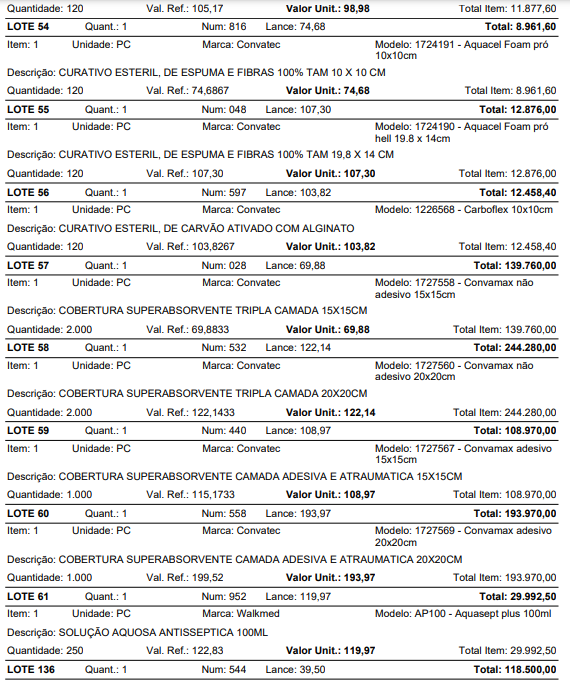 Quantidade: 120 Val. Ref.: 105,17 Valor Unit.: 98,98 Total Item: 11.877,60
LOTE 54 Quant.: 1 Num: 816 Lance: 74,68 Total: 8.961,60
Item: 1 Unidade: PC Marca: Convatec Modelo: 1724191 - Aquacel Foam pró
10x10cm
Descrição: CURATIVO ESTERIL, DE ESPUMA E FIBRAS 100% TAM 10 X 10 CM
Quantidade: 120 Val. Ref.: 74,6867 Valor Unit.: 74,68 Total Item: 8.961,60
LOTE 55 Quant.: 1 Num: 048 Lance: 107,30 Total: 12.876,00
Item: 1 Unidade: PC Marca: Convatec Modelo: 1724190 - Aquacel Foam pró
hell 19.8 x 14cm
Descrição: CURATIVO ESTERIL, DE ESPUMA E FIBRAS 100% TAM 19,8 X 14 CM
Quantidade: 120 Val. Ref.: 107,30 Valor Unit.: 107,30 Total Item: 12.876,00
LOTE 56 Quant.: 1 Num: 597 Lance: 103,82 Total: 12.458,40
Item: 1 Unidade: PC Marca: Convatec Modelo: 1226568 - Carboflex 10x10cm
Descrição: CURATIVO ESTERIL, DE CARVÃO ATIVADO COM ALGINATO
Quantidade: 120 Val. Ref.: 103,8267 Valor Unit.: 103,82 Total Item: 12.458,40
LOTE 57 Quant.: 1 Num: 028 Lance: 69,88 Total: 139.760,00
Item: 1 Unidade: PC Marca: Convatec Modelo: 1727558 - Convamax não
adesivo 15x15cm
Descrição: COBERTURA SUPERABSORVENTE TRIPLA CAMADA 15X15CM
Quantidade: 2.000 Val. Ref.: 69,8833 Valor Unit.: 69,88 Total Item: 139.760,00
LOTE 58 Quant.: 1 Num: 532 Lance: 122,14 Total: 244.280,00
Item: 1 Unidade: PC Marca: Convatec Modelo: 1727560 - Convamax não
adesivo 20x20cm
Descrição: COBERTURA SUPERABSORVENTE TRIPLA CAMADA 20X20CM
Quantidade: 2.000 Val. Ref.: 122,1433 Valor Unit.: 122,14 Total Item: 244.280,00
LOTE 59 Quant.: 1 Num: 440 Lance: 108,97 Total: 108.970,00
Item: 1 Unidade: PC Marca: Convatec Modelo: 1727567 - Convamax adesivo
15x15cm
Descrição: COBERTURA SUPERABSORVENTE CAMADA ADESIVA E ATRAUMATICA 15X15CM
Quantidade: 1.000 Val. Ref.: 115,1733 Valor Unit.: 108,97 Total Item: 108.970,00
LOTE 60 Quant.: 1 Num: 558 Lance: 193,97 Total: 193.970,00
Item: 1 Unidade: PC Marca: Convatec Modelo: 1727569 - Convamax adesivo
20x20cm
Descrição: COBERTURA SUPERABSORVENTE CAMADA ADESIVA E ATRAUMATICA 20X20CM
Quantidade: 1.000 Val. Ref.: 199,52 Valor Unit.: 193,97 Total Item: 193.970,00
LOTE 61 Quant.: 1 Num: 952 Lance: 119,97 Total: 29.992,50
Item: 1 Unidade: PC Marca: Walkmed Modelo: AP100 - Aquasept plus 100ml
Descrição: SOLUÇÃO AQUOSA ANTISSEPTICA 100ML
Quantidade: 250 Val. Ref.: 122,83 Valor Unit.: 119,97 Total Item: 29.992,50
LOTE 136 Quant.: 1 Num: 544 Lance: 39,50 Total: 118.500,00